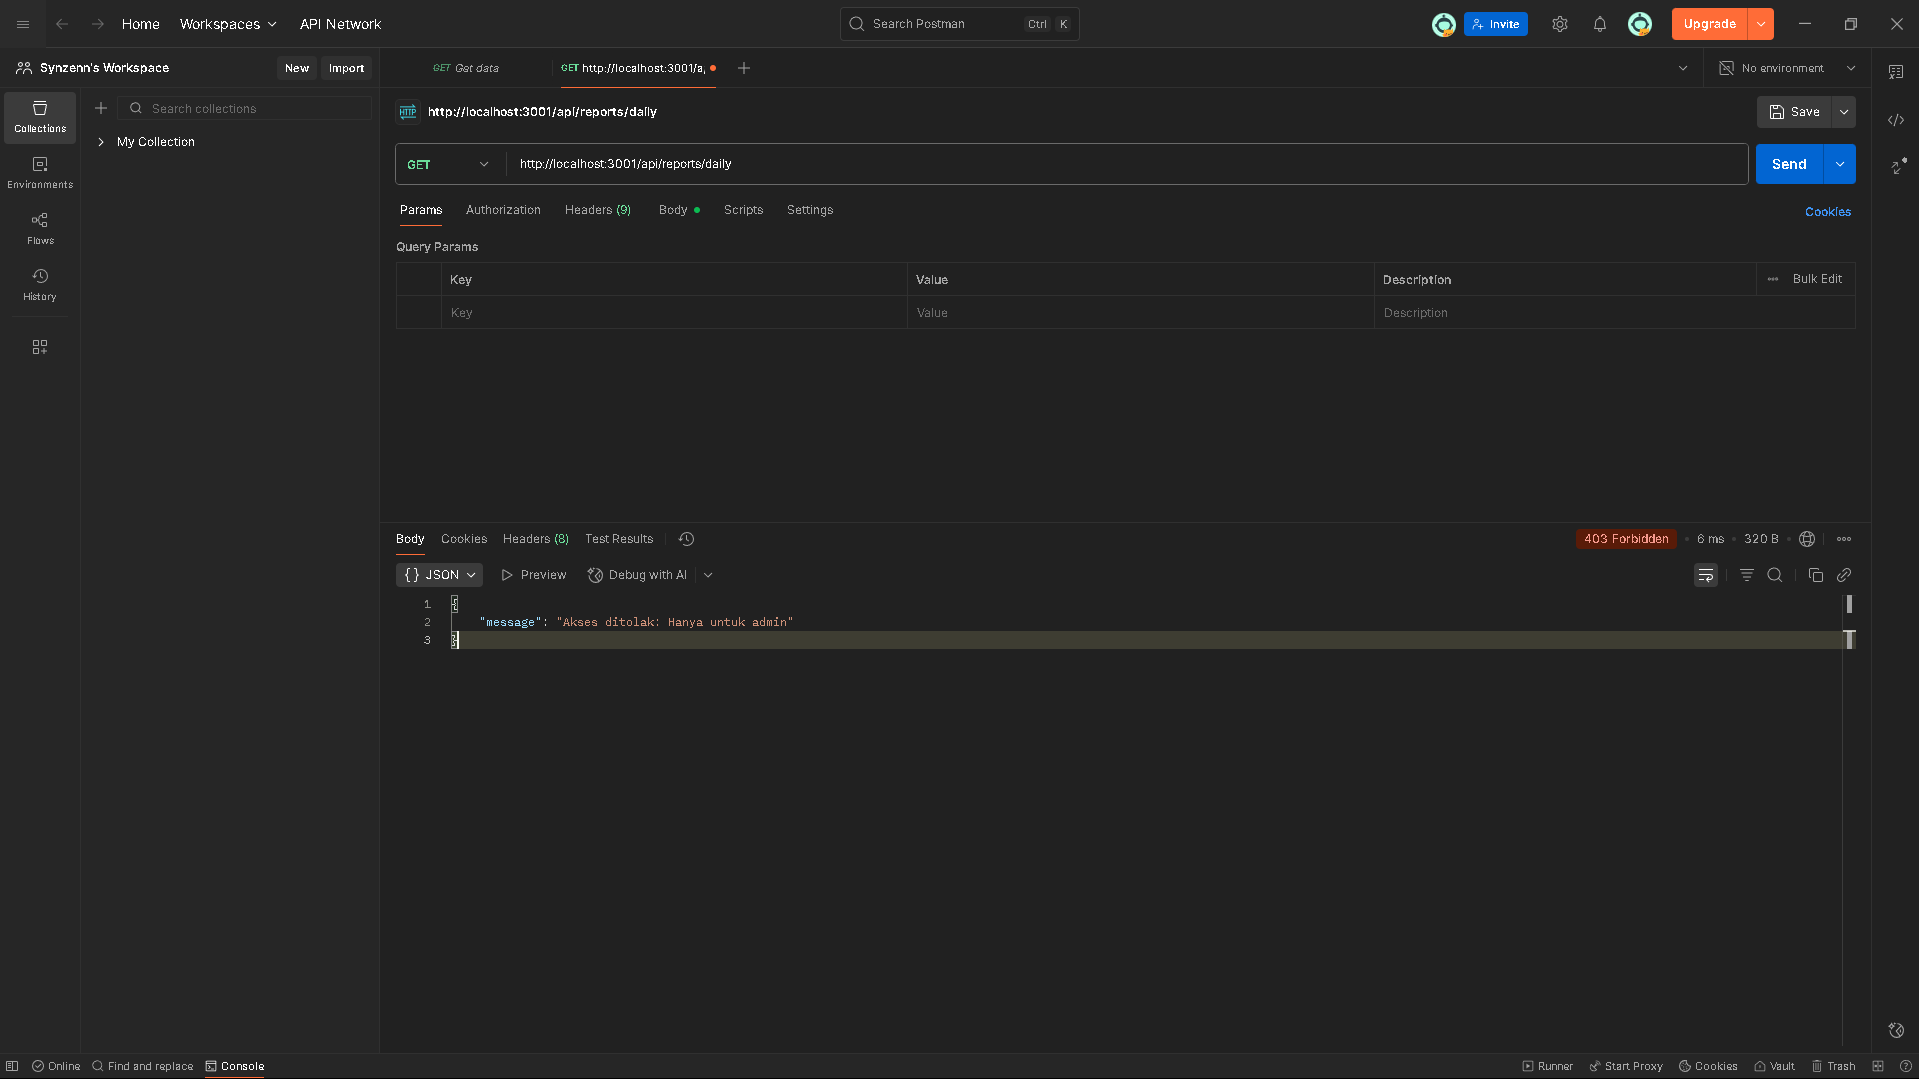 Home
Workspaces
API Network
Search Postman
Ctrl
K
Invite
Upgrade
Synzenn's Workspace
New
Import
GET Get data
GET http://localhost:3001/a,
No environment
Collections
Environments
Flows
History
Search collections
My Collection
HTTP
http://localhost:3001/api/reports/daily
Save
GET
http://localhost:3001/api/reports/daily
Send
Params
Authorization
Headers (9)
Body
Scripts
Settings
Cookies
Query Params
Key
Value
Description
Bulk Edit
Key
Value
Description
Body
Cookies
Headers (8)
Test Results
403 Forbidden
6 ms
320 B
{} JSON
Preview
Debug with AI
1 {
2 "message": "Akses ditolak: Hanya untuk admin"
3 }
Online
Find and replace
Console
Runner
Start Proxy
Cookies
Vault
Trash